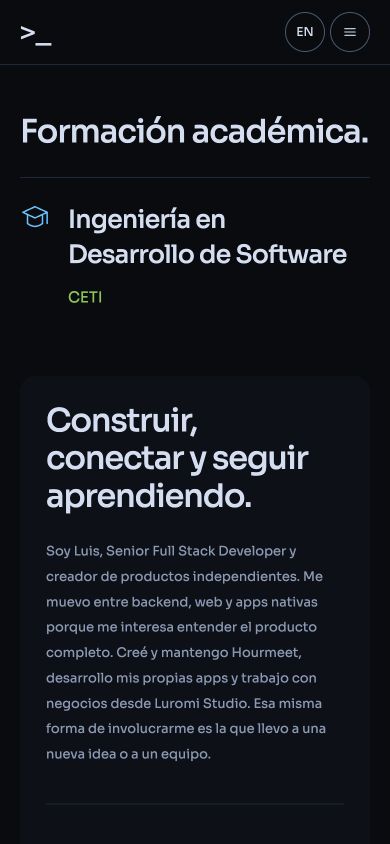 >_
EN
Formación académica.
Ingeniería en
Desarrollo de Software
CETI
Construir,
conectar y seguir
aprendiendo.
Soy Luis, Senior Full Stack Developer y
creador de productos independientes. Me
muevo entre backend, web y apps nativas
porque me interesa entender el producto
completo. Creé y mantengo Hourmeet,
desarrollo mis propias apps y trabajo con
negocios desde Luromi Studio. Esa misma
forma de involucrarme es la que llevo a una
nueva idea o a un equipo.